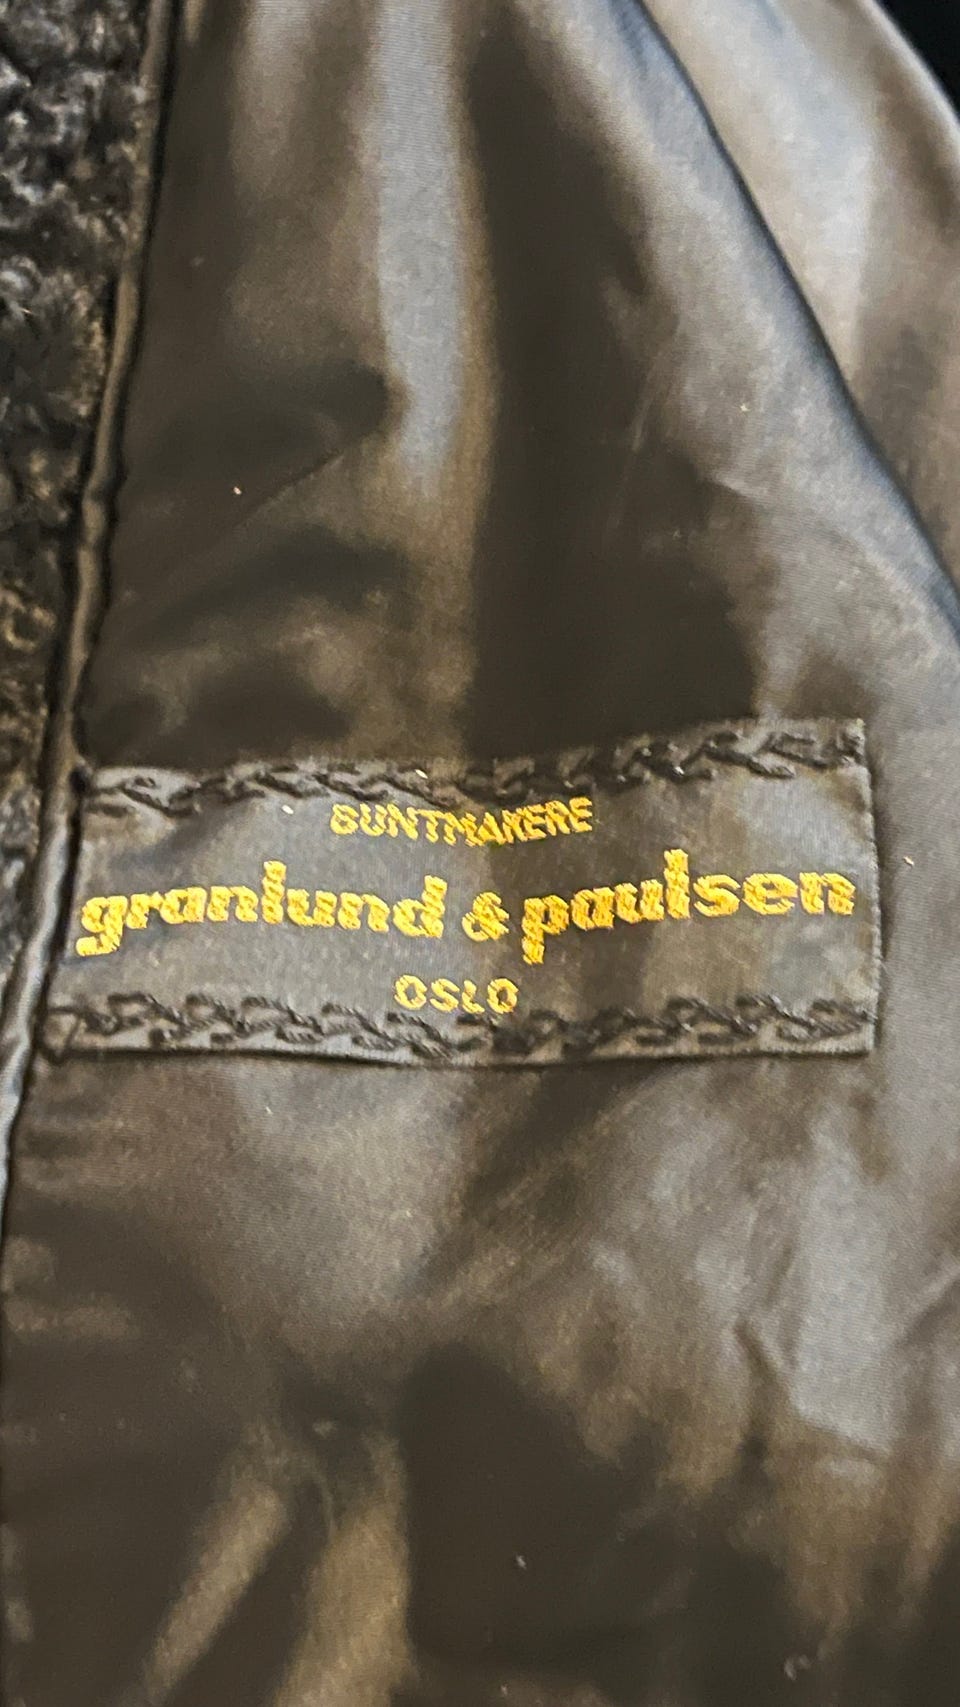 BUNTMAKERE
granlund & paulsen
OSLO